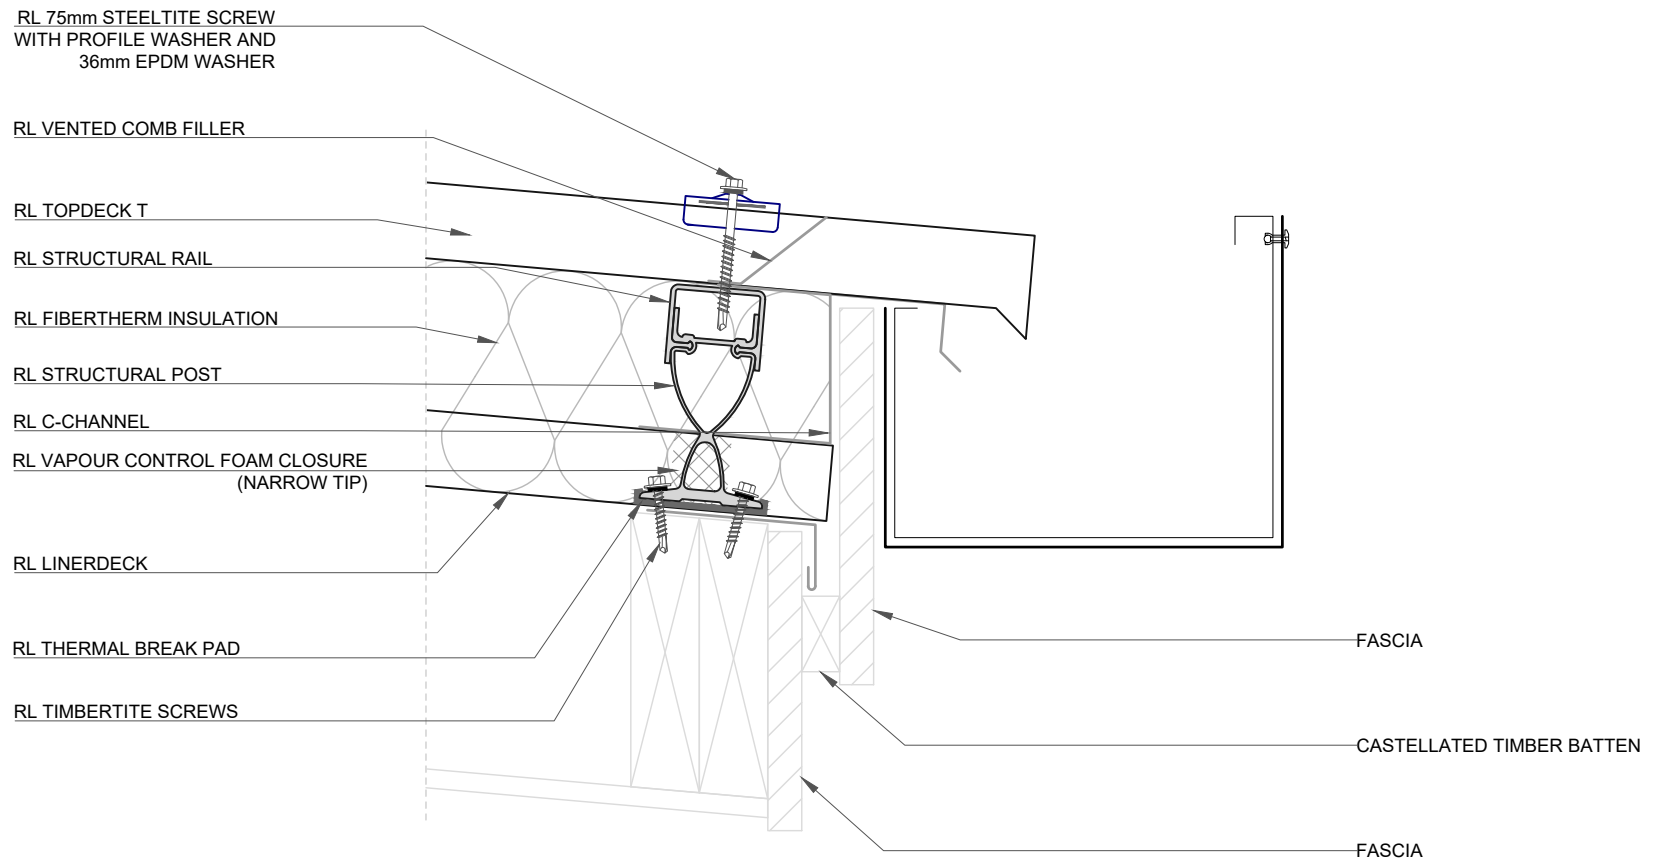 RL 75mm STEELTITE SCREW
WITH PROFILE WASHER AND
36mm EPDM WASHER
RL VENTED COMB FILLER
RL TOPDECK T
RL STRUCTURAL RAIL
RL FIBERTHERM INSULATION
RL STRUCTURAL POST
RL C-CHANNEL
RL VAPOUR CONTROL FOAM CLOSURE
(NARROW TIP)
RL LINERDECK
RL THERMAL BREAK PAD
RL TIMBERTITE SCREWS
FASCIA
CASTELLATED TIMBER BATTEN
FASCIA